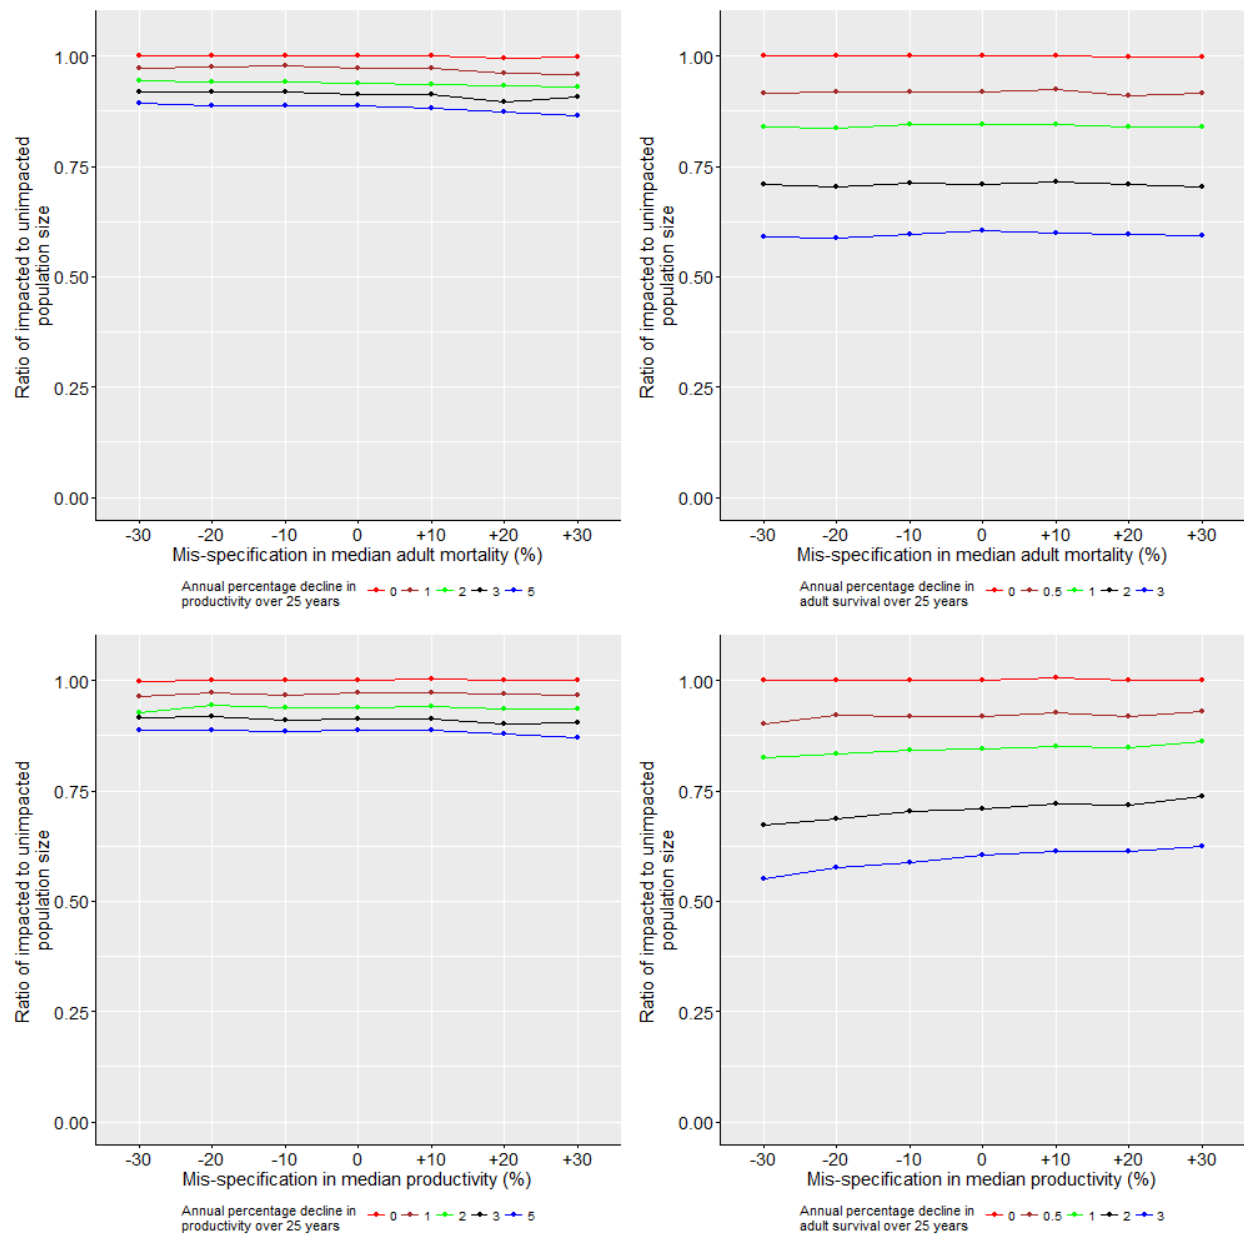 Ratio of impacted to unimpacted
population size
1.00
0.75
0.50
0.25
0.00
-30 -20 -10 0 +10 +20 +30
Mis-specification in median adult mortality (%)
Annual percentage decline in
productivity over 25 years
0 1 2 3 5
Ratio of impacted to unimpacted
population size
1.00
0.75
0.50
0.25
0.00
-30 -20 -10 0 +10 +20 +30
Mis-specification in median adult mortality (%)
Annual percentage decline in
adult survival over 25 years
0 0.5 1 2 3
Ratio of impacted to unimpacted
population size
1.00
0.75
0.50
0.25
0.00
-30 -20 -10 0 +10 +20 +30
Mis-specification in median productivity (%)
Annual percentage decline in
productivity over 25 years
0 1 2 3 5
Ratio of impacted to unimpacted
population size
1.00
0.75
0.50
0.25
0.00
-30 -20 -10 0 +10 +20 +30
Mis-specification in median productivity (%)
Annual percentage decline in
adult survival over 25 years
0 0.5 1 2 3